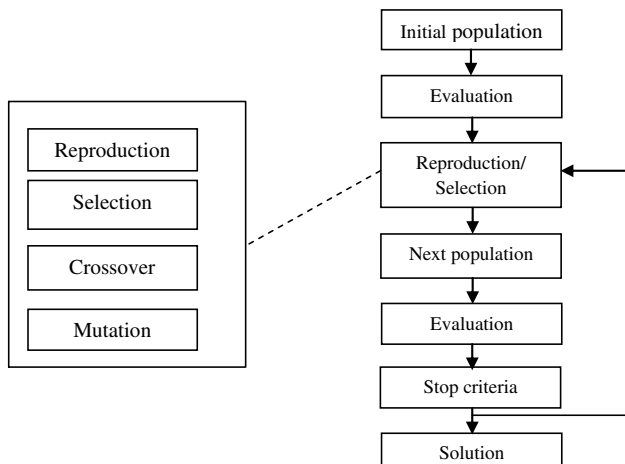 Initial population
Evaluation
Reproduction/
Selection
Next population
Evaluation
Stop criteria
Solution
Reproduction
Selection
Crossover
Mutation